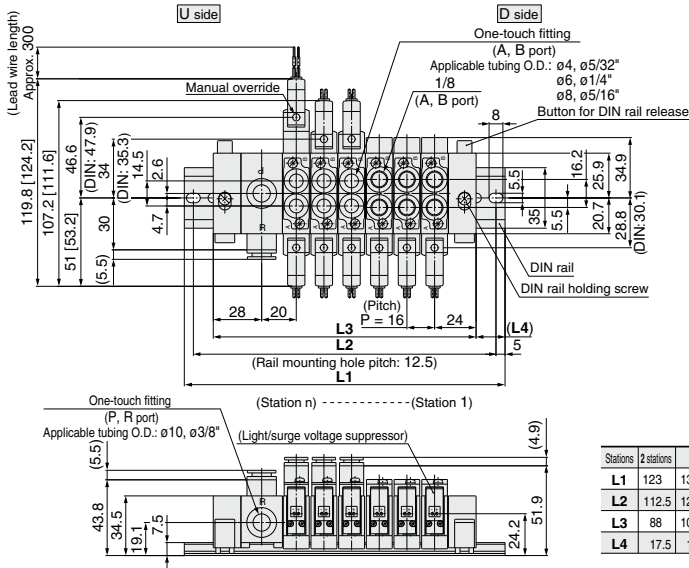 U side
D side
(Lead wire length)
Approx. 300
Manual override
One-touch fitting
(A, B port)
Applicable tubing O.D.: ø4, ø5/32"
ø6, ø1/4"
ø8, ø5/16"
1/8
(A, B port)
Button for DIN rail release
8
119.8 [124.2]
107.2 [111.6]
51 [53.2]
46.6
(DIN: 47.9)
34
(DIN: 35.3)
14.5
2.6
4.7
30
(5.5)
P
R
B
A
5.5
35
16.2
5.5
25.9
20.7
34.9
28.8
(DIN:30.1)
DIN rail
DIN rail holding screw
28
20
(Pitch)
P = 16
24
L3
(L4)
L2
5
(Rail mounting hole pitch: 12.5)
L1
(Station n) ---------- (Station 1)
One-touch fitting
(P, R port)
Applicable tubing O.D.: ø10, ø3/8"
(Light/surge voltage suppressor)
(5.5)
43.8
34.5
19.1
7.5
R
(4.9)
51.9
24.2
Stations 2 stations
L1 123
L2 112.5
L3 88
L4 17.5